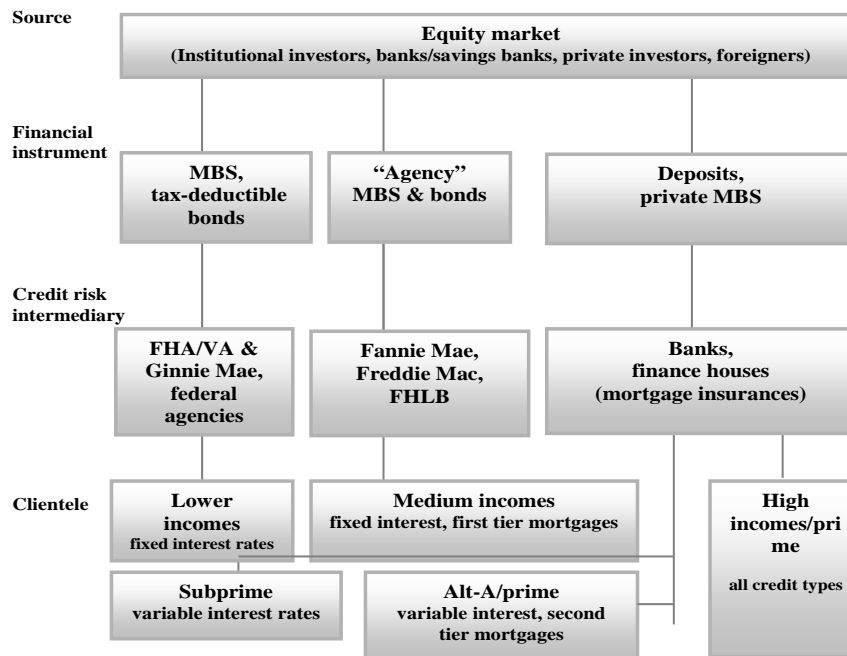 Source
Equity market
(Institutional investors, banks/savings banks, private investors, foreigners)
Financial
instrument
MBS,
tax-deductible
bonds
“Agency”
MBS & bonds
Deposits,
private MBS
Credit risk
intermediary
FHA/VA &
Ginnie Mae,
federal
agencies
Fannie Mae,
Freddie Mac,
FHLB
Banks,
finance houses
(mortgage insurances)
Clientele
Lower
incomes
fixed interest rates
Medium incomes
fixed interest, first tier mortgages
High
incomes/pri
me
all credit types
Subprime
variable interest rates
Alt-A/prime
variable interest, second
tier mortgages